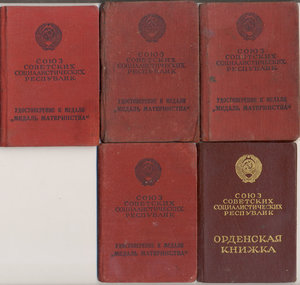 СОЮЗ
СОВЕТСКИХ
СОЦИАЛИСТИЧЕСКИХ
РЕСПУБЛИК
УДОСТОВЕРЕНИЕ К МЕДАЛИ
„МЕДАЛЬ МАТЕРИНСТВА“
СОЮЗ
СОВЕТСКИХ
СОЦИАЛИСТИЧЕСКИХ
РЕСПУБЛИК
УДОСТОВЕРЕНИЕ К МЕДАЛИ
„МЕДАЛЬ МАТЕРИНСТВА“
СОЮЗ
СОВЕТСКИХ
СОЦИАЛИСТИЧЕСКИХ
РЕСПУБЛИК
УДОСТОВЕРЕНИЕ К МЕДАЛИ
„МЕДАЛЬ МАТЕРИНСТВА“
СОЮЗ
СОВЕТСКИХ
СОЦИАЛИСТИЧЕСКИХ
РЕСПУБЛИК
УДОСТОВЕРЕНИЕ К МЕДАЛИ
„МЕДАЛЬ МАТЕРИНСТВА“
СОЮЗ
СОВЕТСКИХ
СОЦИАЛИСТИЧЕСКИХ
РЕСПУБЛИК
ОРДЕНСКАЯ
КНИЖКА